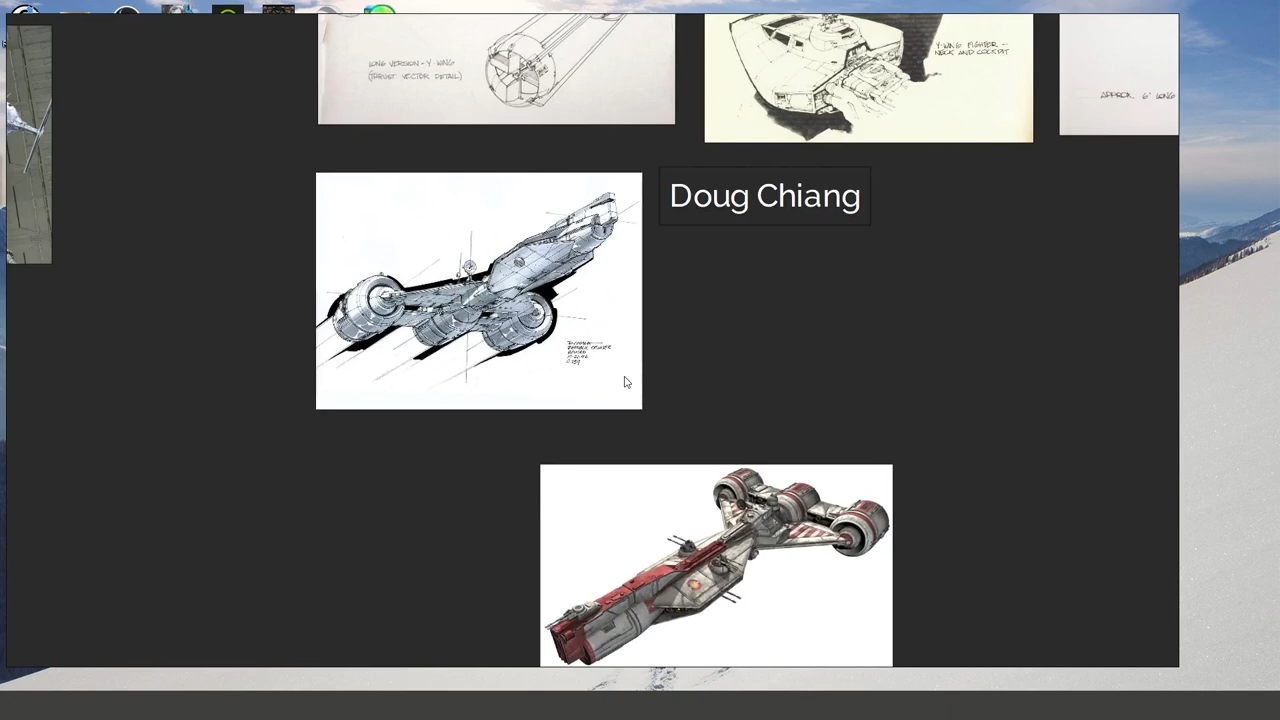 LONG VERSION - Y-WING
(THRUST VECTOR DETAIL)
Y-WING FIGHTER -
NECK AND COCKPIT
APPROX. 6' LONG
Doug Chiang